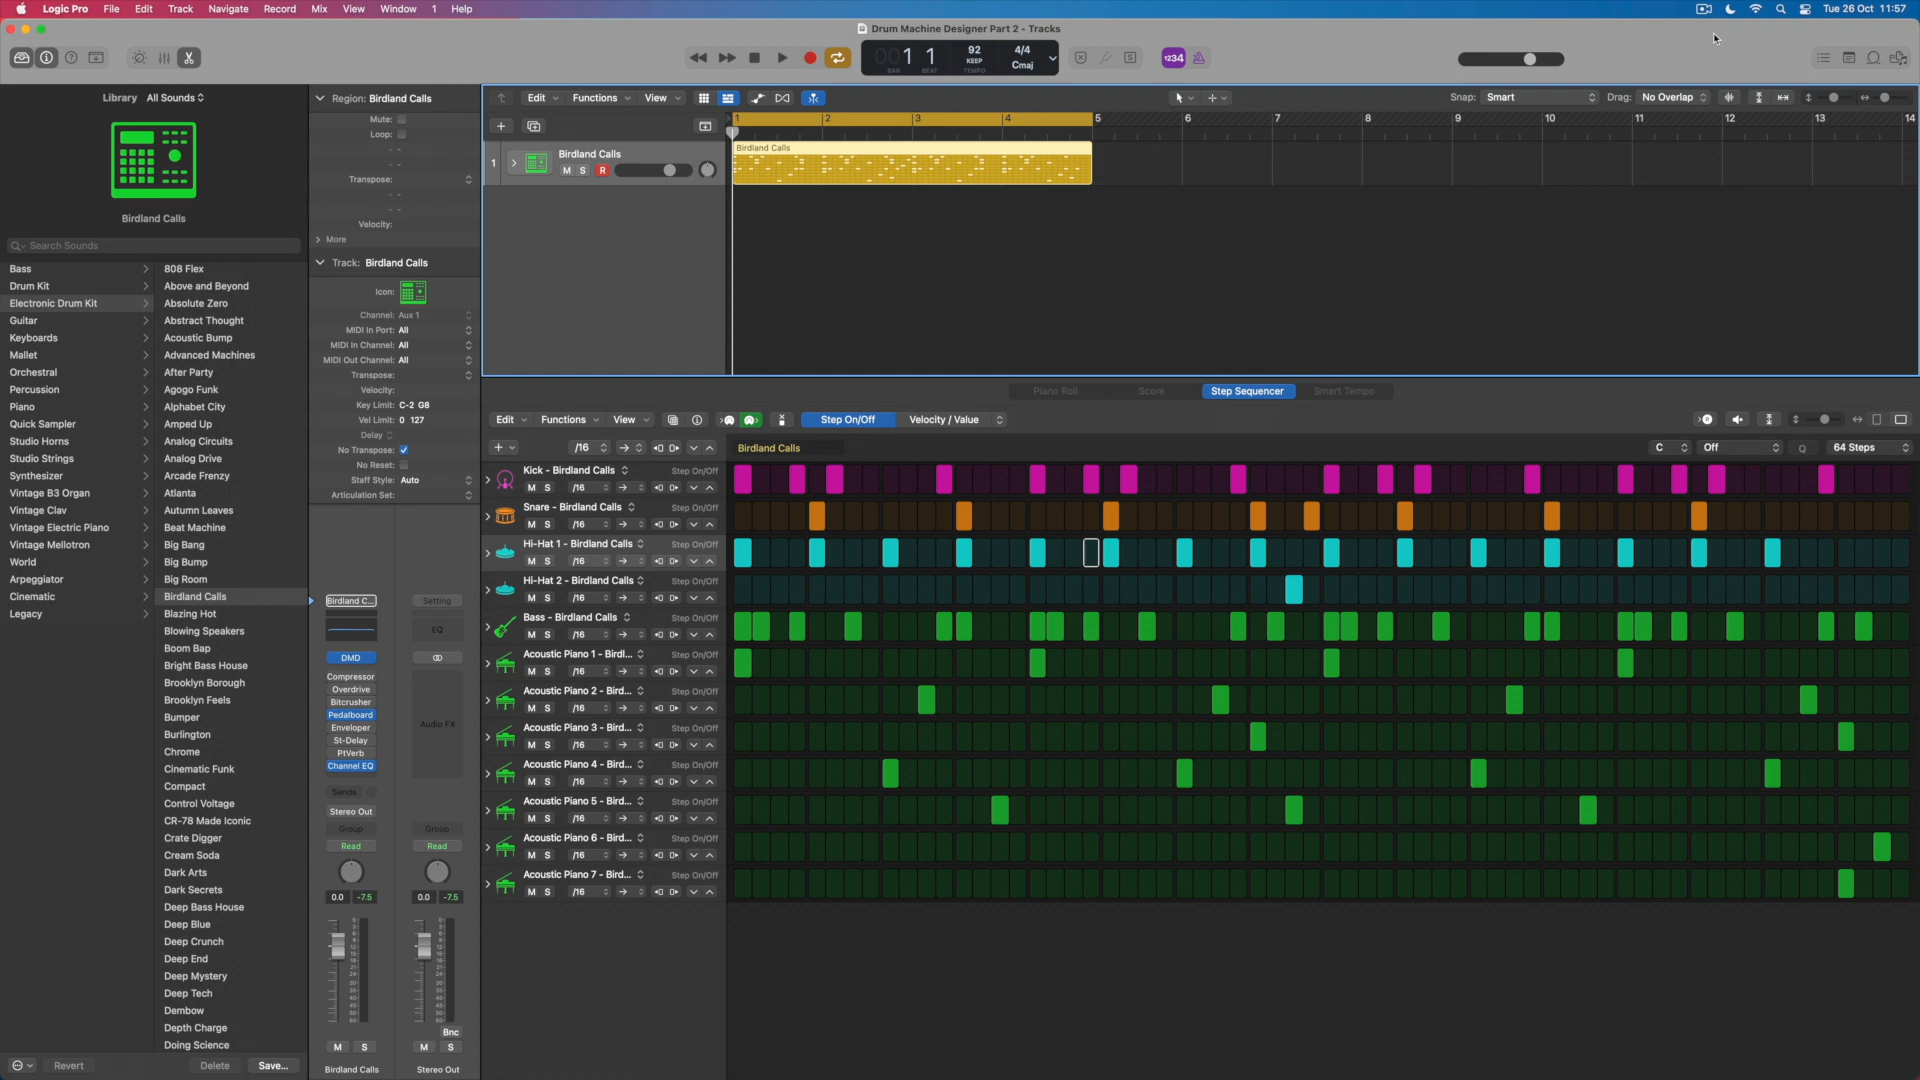 Logic Pro File Edit Track Navigate Record Mix View Window 1 Help Tue 26 Oct 11:57
Drum Machine Designer Part 2 - Tracks
001 1 92 4/4
KEEP Cmaj 1234
BAR BEAT TEMPO
Library All Sounds
Birdland Calls
Search Sounds
Bass
Drum Kit
Electronic Drum Kit
Guitar
Keyboards
Mallet
Orchestral
Percussion
Piano
Quick Sampler
Studio Horns
Studio Strings
Synthesizer
Vintage B3 Organ
Vintage Clav
Vintage Electric Piano
Vintage Mellotron
World
Arpeggiator
Cinematic
Legacy
808 Flex
Above and Beyond
Absolute Zero
Abstract Thought
Acoustic Bump
Advanced Machines
After Party
Agogo Funk
Alphabet City
Amped Up
Analog Circuits
Analog Drive
Arcade Frenzy
Atlanta
Autumn Leaves
Beat Machine
Big Bang
Big Bump
Big Room
Birdland Calls
Blazing Hot
Blowing Speakers
Boom Bap
Bright Bass House
Brooklyn Borough
Brooklyn Feels
Bumper
Burlington
Chrome
Cinematic Funk
Compact
Control Voltage
CR-78 Made Iconic
Crate Digger
Cream Soda
Dark Arts
Dark Secrets
Deep Bass House
Deep Blue
Deep Crunch
Deep End
Deep Mystery
Deep Tech
Dembow
Depth Charge
Doing Science
Revert Delete Save...
Region: Birdland Calls
Mute:
Loop:
Transpose:
Velocity:
More
Track: Birdland Calls
Icon:
Channel: Aux 1
MIDI In Port: All
MIDI In Channel: All
MIDI Out Channel: All
Transpose:
Velocity:
Key Limit: C-2 G8
Vel Limit: 0 127
Delay
No Transpose:
No Reset:
Staff Style: Auto
Articulation Set:
Birdland C... Setting
EQ
DMD
Compressor
Overdrive
Bitcrusher
Pedalboard
Enveloper
St-Delay
PtVerb
Channel EQ
Audio FX
Sends
Stereo Out
Group Group
Read Read
0.0 -7.5 0.0 -7.5
Bnc
M S M S
Birdland Calls Stereo Out
Edit Functions View Snap: Smart Drag: No Overlap
1 2 3 4 5 6 7 8 9 10 11 12 13 14
1 Birdland Calls
M S R
Birdland Calls
Piano Roll Score Step Sequencer Smart Tempo
Edit Functions View Step On/Off Velocity / Value
/16 Birdland Calls C Off Q 64 Steps
Kick - Birdland Calls Step On/Off
M S /16
Snare - Birdland Calls Step On/Off
M S /16
Hi-Hat 1 - Birdland Calls Step On/Off
M S /16
Hi-Hat 2 - Birdland Calls Step On/Off
M S /16
Bass - Birdland Calls Step On/Off
M S /16
Acoustic Piano 1 - Birdl... Step On/Off
M S /16
Acoustic Piano 2 - Bird... Step On/Off
M S /16
Acoustic Piano 3 - Bird... Step On/Off
M S /16
Acoustic Piano 4 - Bird... Step On/Off
M S /16
Acoustic Piano 5 - Bird... Step On/Off
M S /16
Acoustic Piano 6 - Bird... Step On/Off
M S /16
Acoustic Piano 7 - Bird... Step On/Off
M S /16